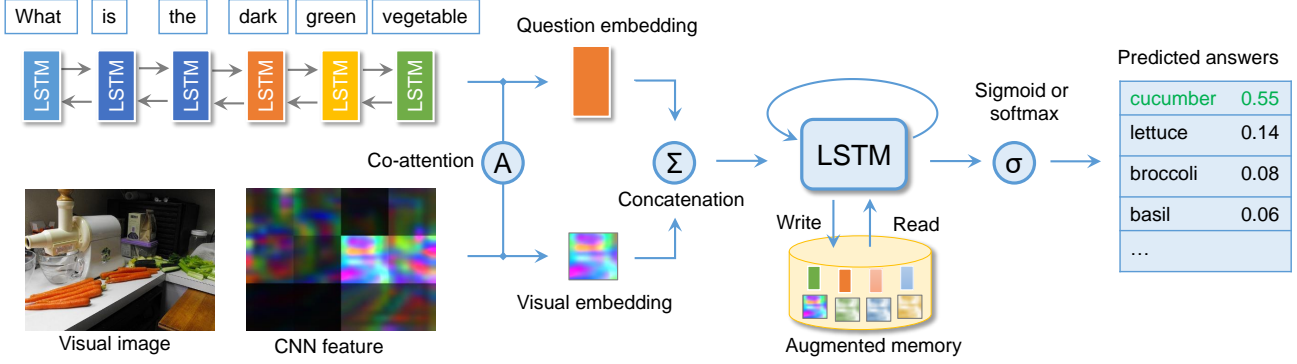 What is the dark green vegetable
LSTM LSTM LSTM LSTM LSTM LSTM
Question embedding
Co-attention
A
Visual image
CNN feature
Visual embedding
Σ
Concatenation
LSTM
Write
Read
Augmented memory
Sigmoid or
softmax
σ
Predicted answers
cucumber 0.55
lettuce 0.14
broccoli 0.08
basil 0.06
…